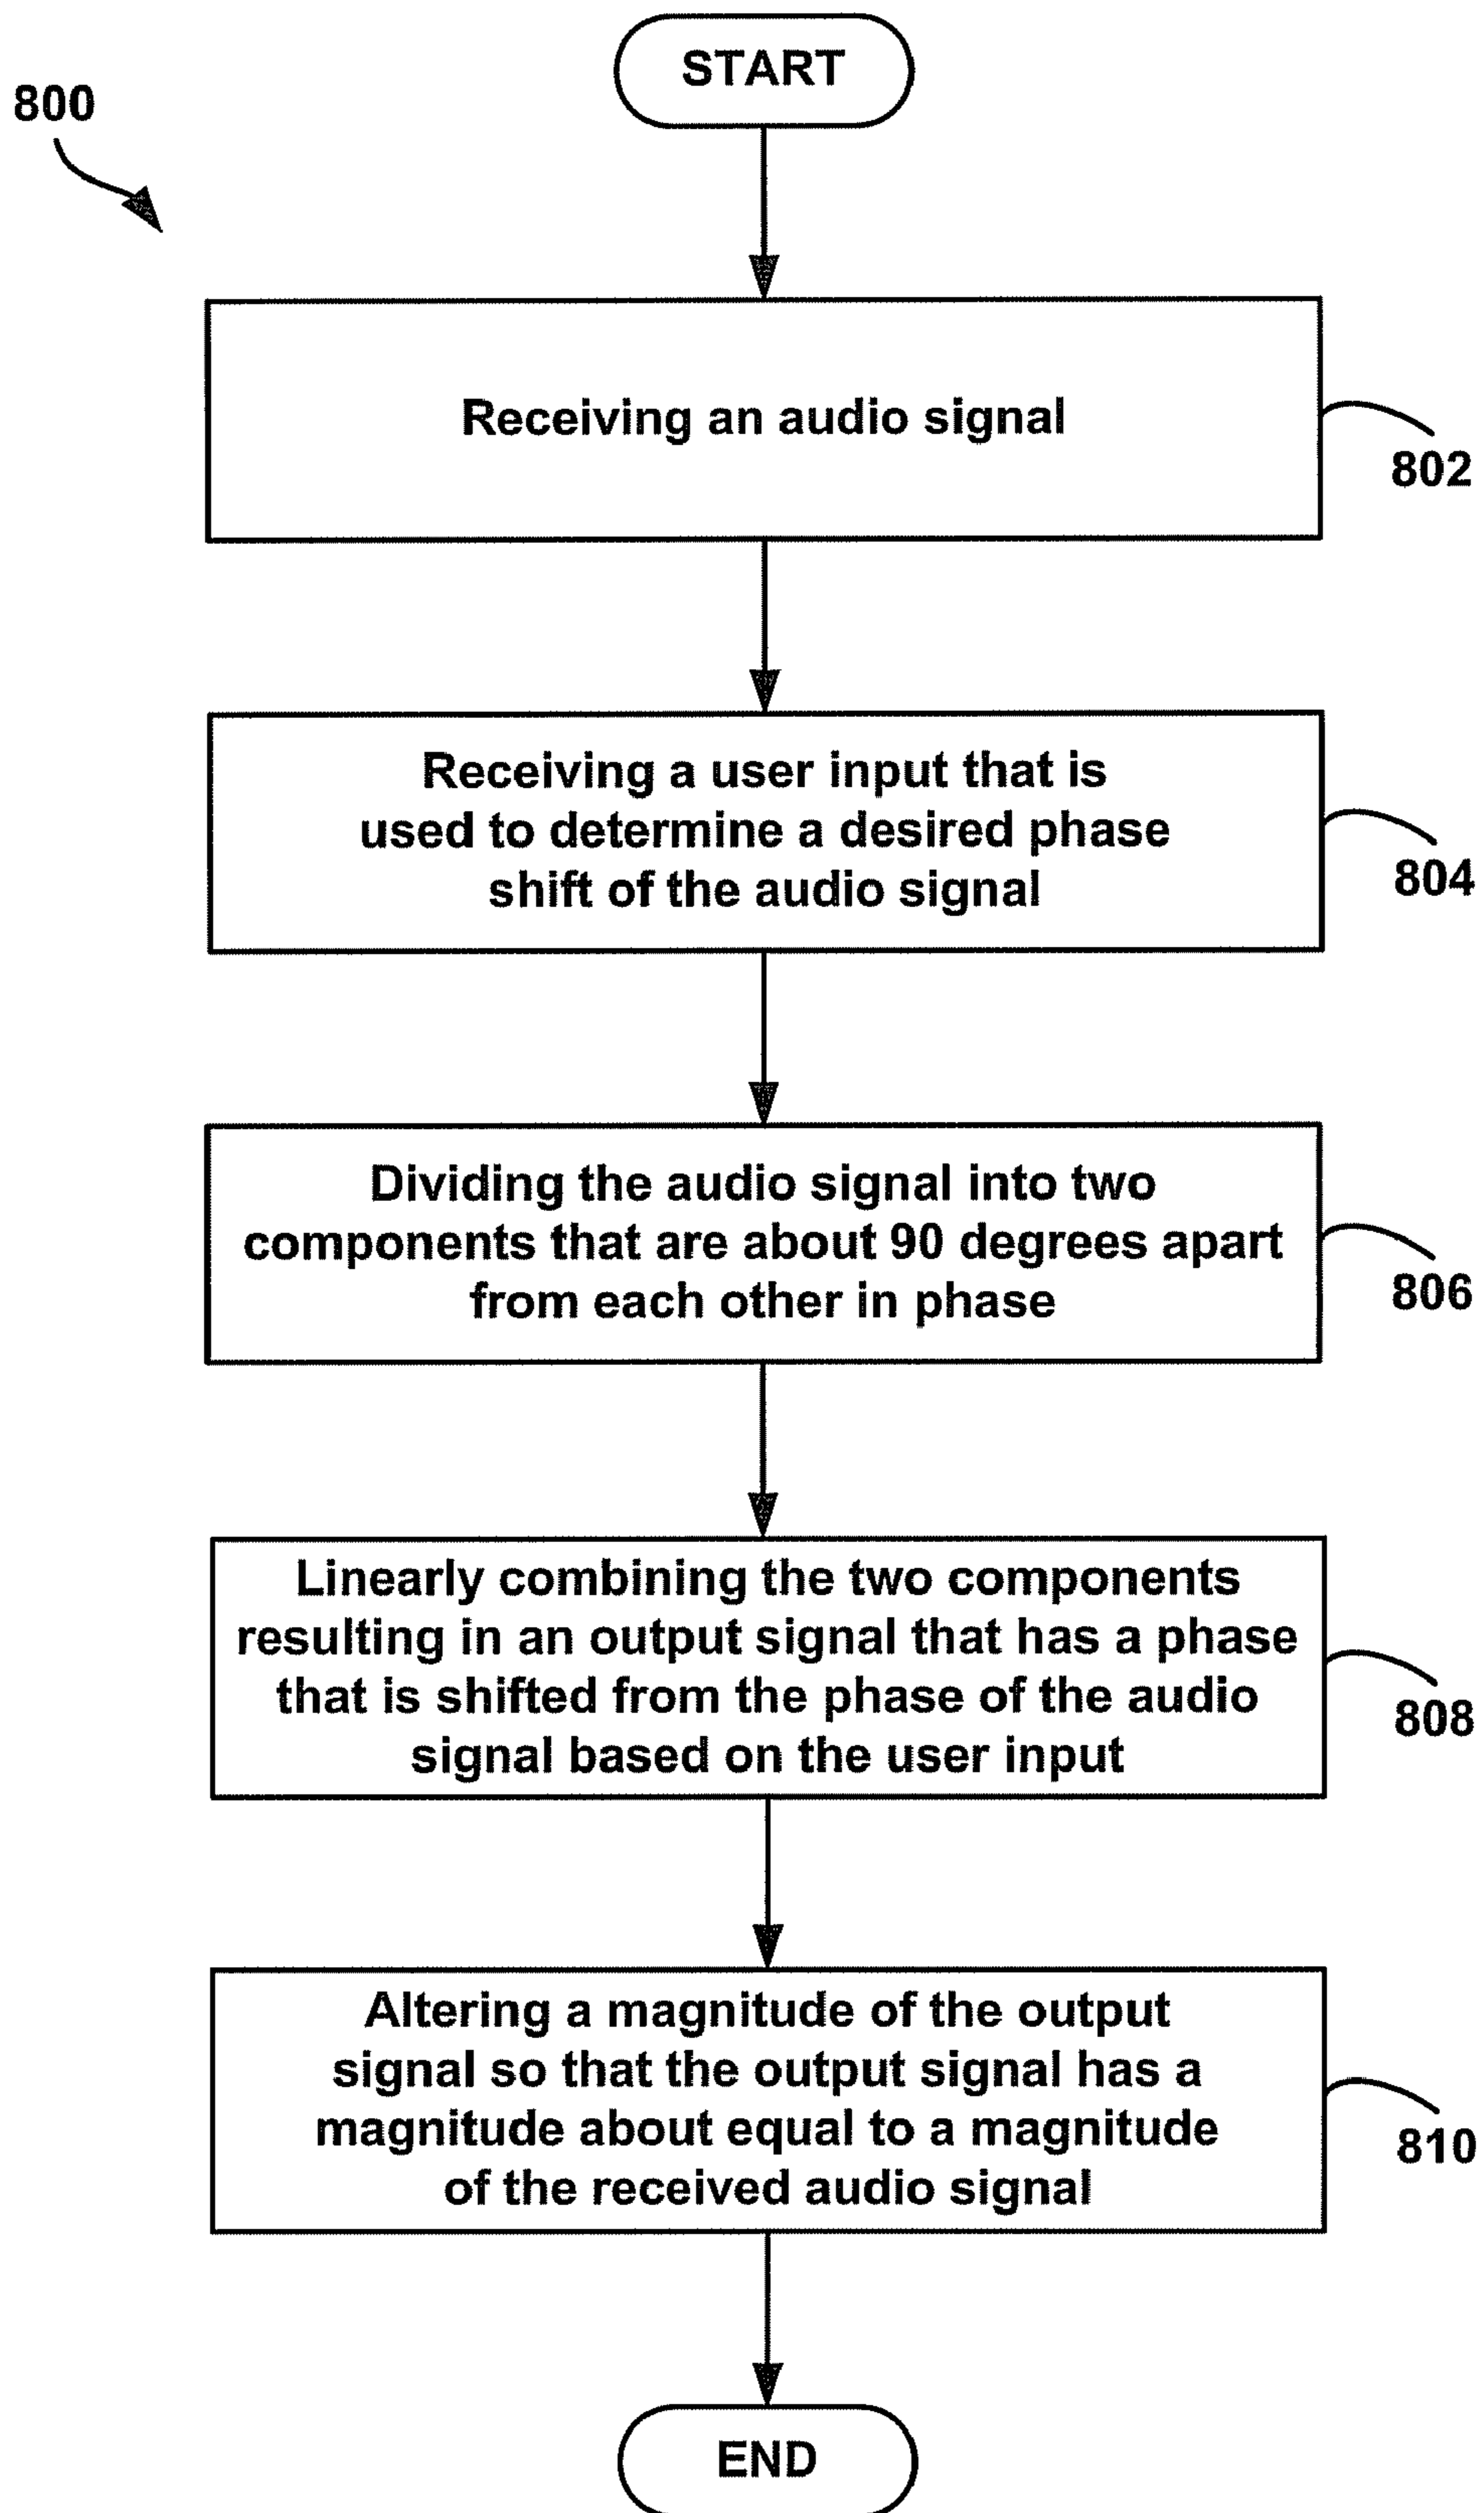 START
800
Receiving an audio signal
802
Receiving a user input that is
used to determine a desired phase
shift of the audio signal
804
Dividing the audio signal into two
components that are about 90 degrees apart
from each other in phase
806
Linearly combining the two components
resulting in an output signal that has a phase
that is shifted from the phase of the audio
signal based on the user input
808
Altering a magnitude of the output
signal so that the output signal has a
magnitude about equal to a magnitude
of the received audio signal
810
END